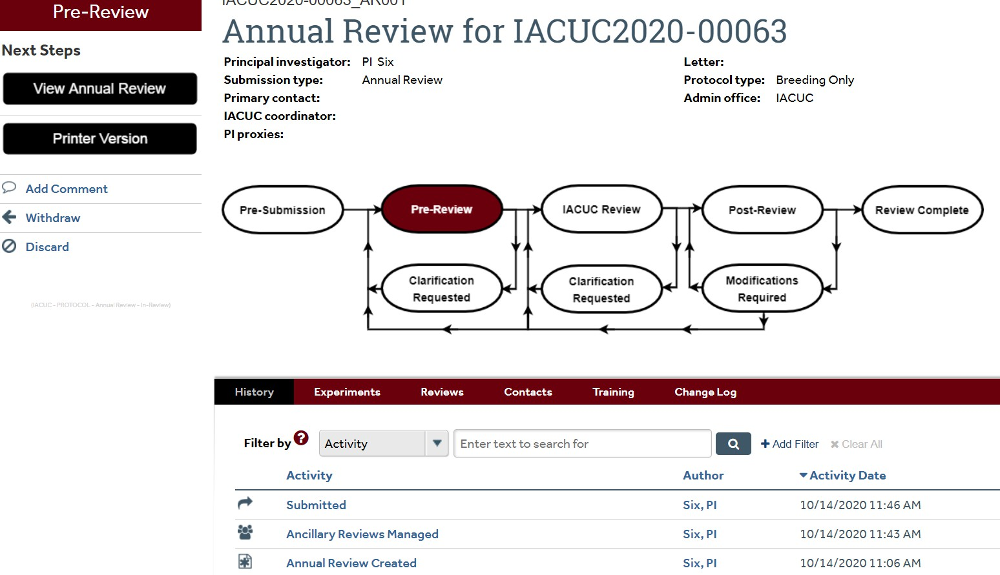 Pre-Review
IACUC2020-00063_AR001
Annual Review for IACUC2020-00063
Next Steps
View Annual Review
Printer Version
Add Comment
Withdraw
Discard
(IACUC - PROTOCOL - Annual Review - In-Review)
Principal investigator: PI Six
Submission type: Annual Review
Primary contact:
IACUC coordinator:
PI proxies:
Letter:
Protocol type: Breeding Only
Admin office: IACUC
Pre-Submission
Pre-Review
IACUC Review
Post-Review
Review Complete
Clarification
Requested
Clarification
Requested
Modifications
Required
History Experiments Reviews Contacts Training Change Log
Filter by ? Activity Enter text to search for Add Filter Clear All
Activity Author Activity Date
Submitted Six, PI 10/14/2020 11:46 AM
Ancillary Reviews Managed Six, PI 10/14/2020 11:43 AM
Annual Review Created Six, PI 10/14/2020 11:06 AM